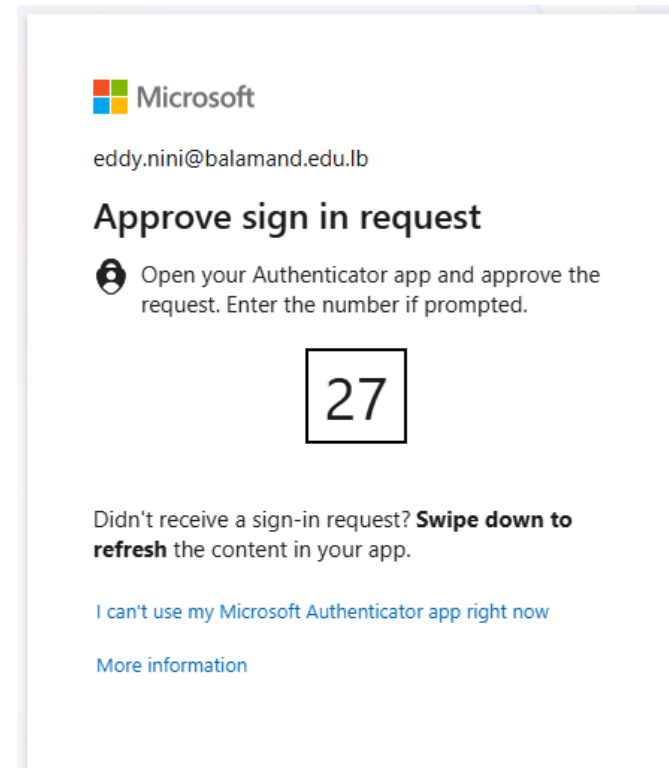 Microsoft
eddy.nini@balamand.edu.lb
Approve sign in request
Open your Authenticator app and approve the
request. Enter the number if prompted.
27
Didn't receive a sign-in request? Swipe down to
refresh the content in your app.
I can't use my Microsoft Authenticator app right now
More information